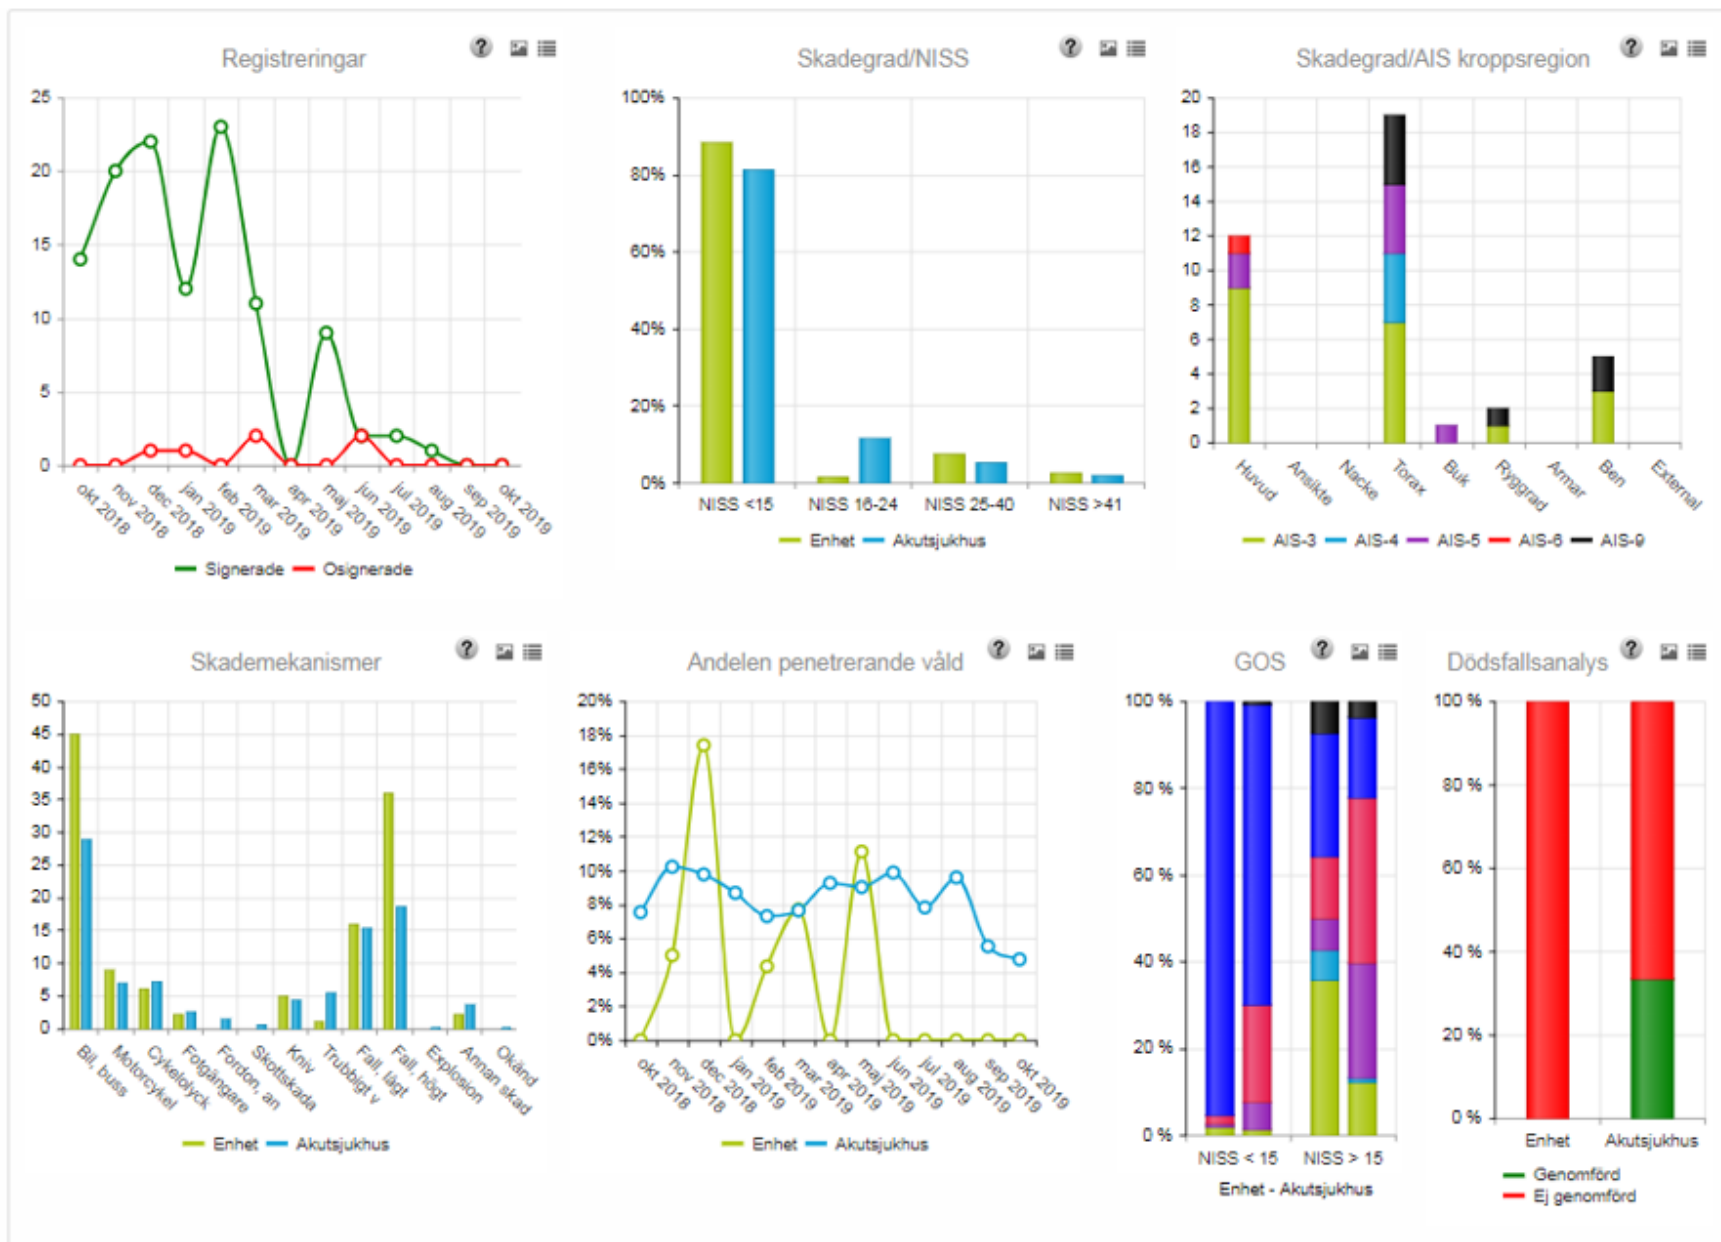 Registreringar
25
20
15
10
5
0
okt 2018
nov 2018
dec 2018
jan 2019
feb 2019
mar 2019
apr 2019
maj 2019
jun 2019
jul 2019
aug 2019
sep 2019
okt 2019
Signerade Osignerade
Skadegrad/NISS
100%
80%
60%
40%
20%
0%
NISS <15 NISS 16-24 NISS 25-40 NISS >41
Enhet Akutsjukhus
Skadegrad/AIS kroppsregion
20
18
16
14
12
10
8
6
4
2
0
Huvud
Ansikte
Nacke
Torax
Buk
Ryggrad
Armar
Ben
External
AIS-3 AIS-4 AIS-5 AIS-6 AIS-9
Skademekanismer
50
45
40
35
30
25
20
15
10
5
0
Bil, buss
Motorcykel
Cykelolyck
Fotgängare
Fordon, an
Skottskada
Kniv
Trubbigt v
Fall, lågt
Fall, högt
Explosion
Annan skad
Okänd
Enhet Akutsjukhus
Andelen penetrerande våld
20%
18%
16%
14%
12%
10%
8%
6%
4%
2%
0%
okt 2018
nov 2018
dec 2018
jan 2019
feb 2019
mar 2019
apr 2019
maj 2019
jun 2019
jul 2019
aug 2019
sep 2019
okt 2019
Enhet Akutsjukhus
GOS
100 %
80 %
60 %
40 %
20 %
0 %
NISS < 15 NISS > 15
Enhet - Akutsjukhus
Dödsfallsanalys
100 %
80 %
60 %
40 %
20 %
0 %
Enhet Akutsjukhus
Genomförd
Ej genomförd